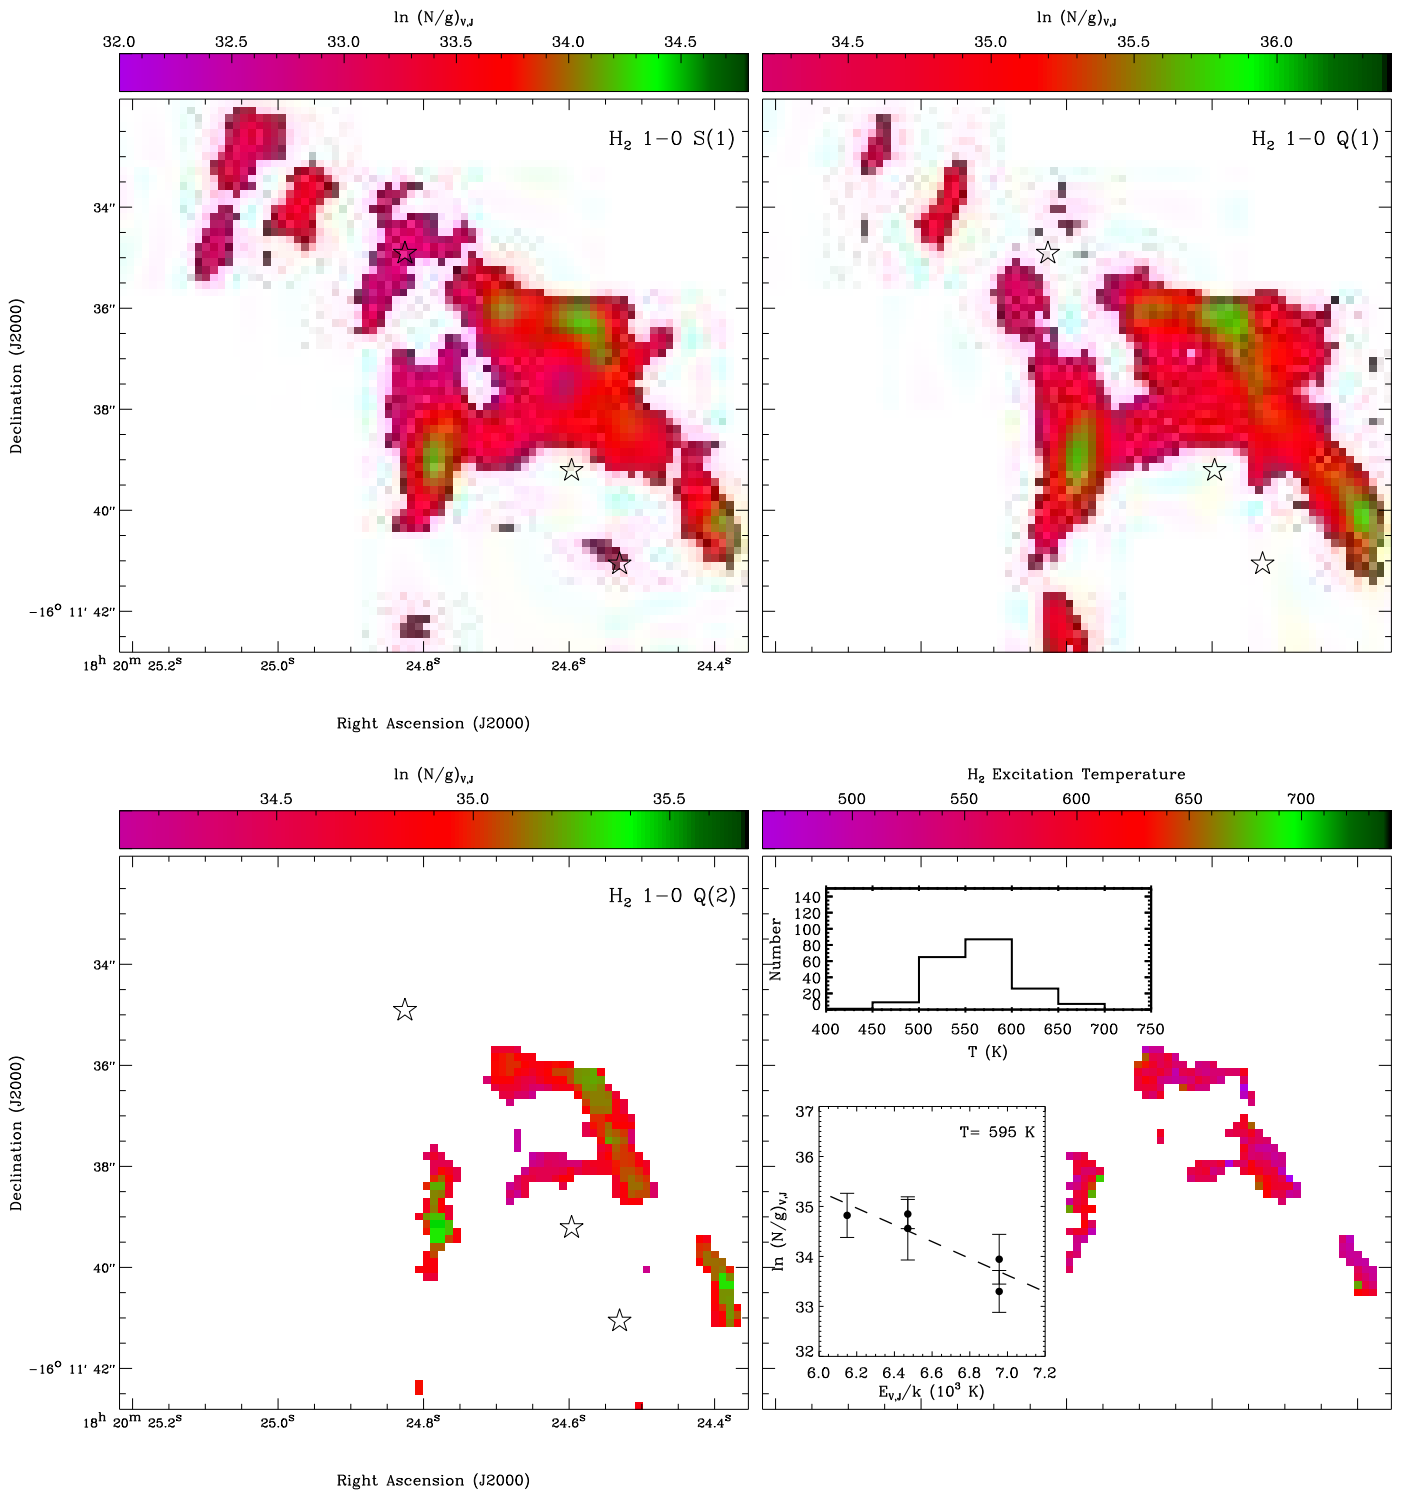 ln (N/g)V,J
32.0 32.5 33.0 33.5 34.0 34.5
H2 1-0 S(1)
34″
36″
38″
40″
-16° 11′ 42″
Declination (J2000)
18h 20m 25.2s 25.0s 24.8s 24.6s 24.4s
Right Ascension (J2000)
ln (N/g)V,J
34.5 35.0 35.5 36.0
H2 1-0 Q(1)
ln (N/g)V,J
34.5 35.0 35.5
H2 1-0 Q(2)
34″
36″
38″
40″
-16° 11′ 42″
Declination (J2000)
18h 20m 25.2s 25.0s 24.8s 24.6s 24.4s
Right Ascension (J2000)
H2 Excitation Temperature
500 550 600 650 700
140
120
100
80
60
40
20
0
Number
400 450 500 550 600 650 700 750
T (K)
T= 595 K
37
36
35
34
33
32
ln (N/g)V,J
6.0 6.2 6.4 6.6 6.8 7.0 7.2
EV,J/k (10³ K)